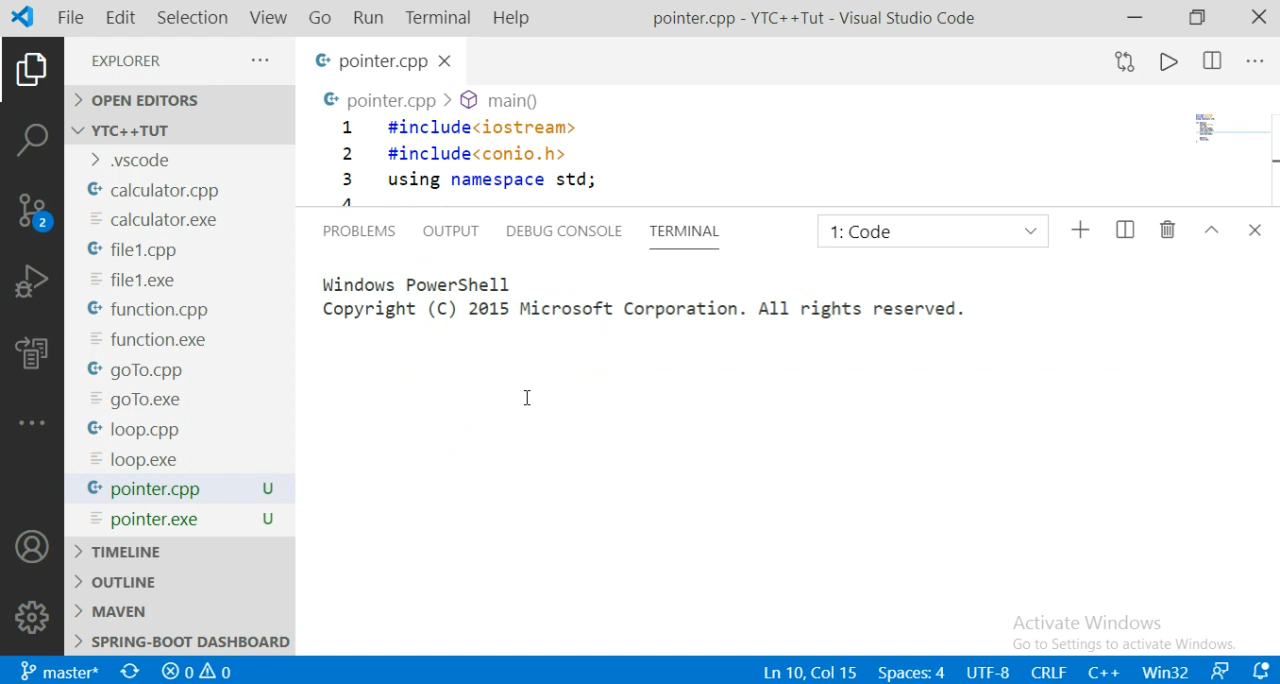 File Edit Selection View Go Run Terminal Help
pointer.cpp - YTC++Tut - Visual Studio Code
EXPLORER
OPEN EDITORS
YTC++TUT
.vscode
calculator.cpp
calculator.exe
file1.cpp
file1.exe
function.cpp
function.exe
goTo.cpp
goTo.exe
loop.cpp
loop.exe
pointer.cpp U
pointer.exe U
TIMELINE
OUTLINE
MAVEN
SPRING-BOOT DASHBOARD
2
pointer.cpp
pointer.cpp > main()
1 #include<iostream>
2 #include<conio.h>
3 using namespace std;
4
PROBLEMS OUTPUT DEBUG CONSOLE TERMINAL 1: Code
Windows PowerShell
Copyright (C) 2015 Microsoft Corporation. All rights reserved.
Activate Windows
Go to Settings to activate Windows.
master* 0 0 Ln 10, Col 15 Spaces: 4 UTF-8 CRLF C++ Win32